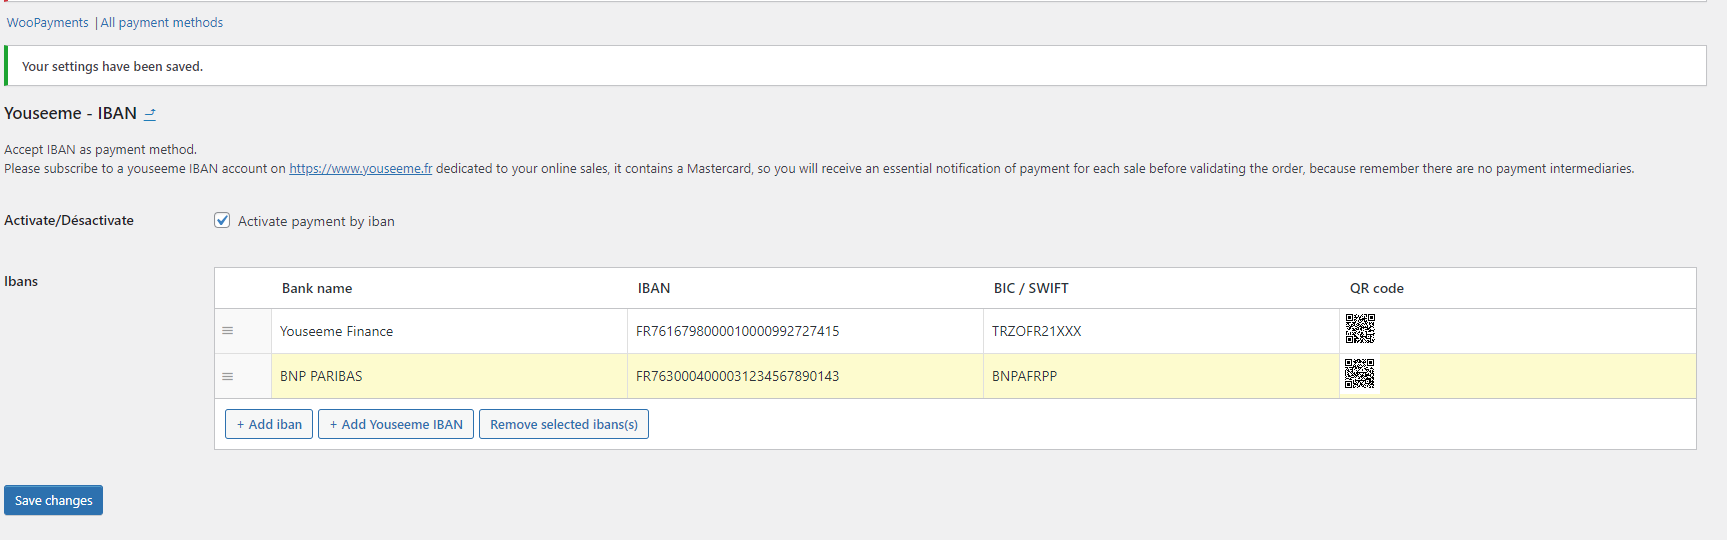 WooPayments | All payment methods
Your settings have been saved.
Youseeme - IBAN
Accept IBAN as payment method.
Please subscribe to a youseeme IBAN account on https://www.youseeme.fr dedicated to your online sales, it contains a Mastercard, so you will receive an essential notification of payment for each sale before validating the order, because remember there are no payment intermediaries.
Activate/Désactivate Activate payment by iban
Ibans Bank name IBAN BIC / SWIFT QR code
Youseeme Finance FR7616798000010000992727415 TRZOFR21XXX
BNP PARIBAS FR7630004000031234567890143 BNPAFRPP
+ Add iban + Add Youseeme IBAN Remove selected ibans(s)
Save changes